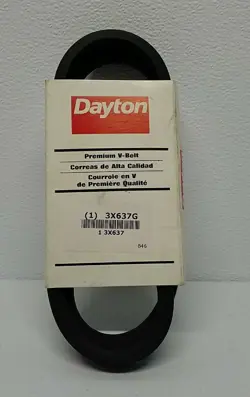 Dayton
Premium V-Belt
Correas de Alta Calidad
Courroie en V
de Première Qualité
(1) 3X637G
1 3X637